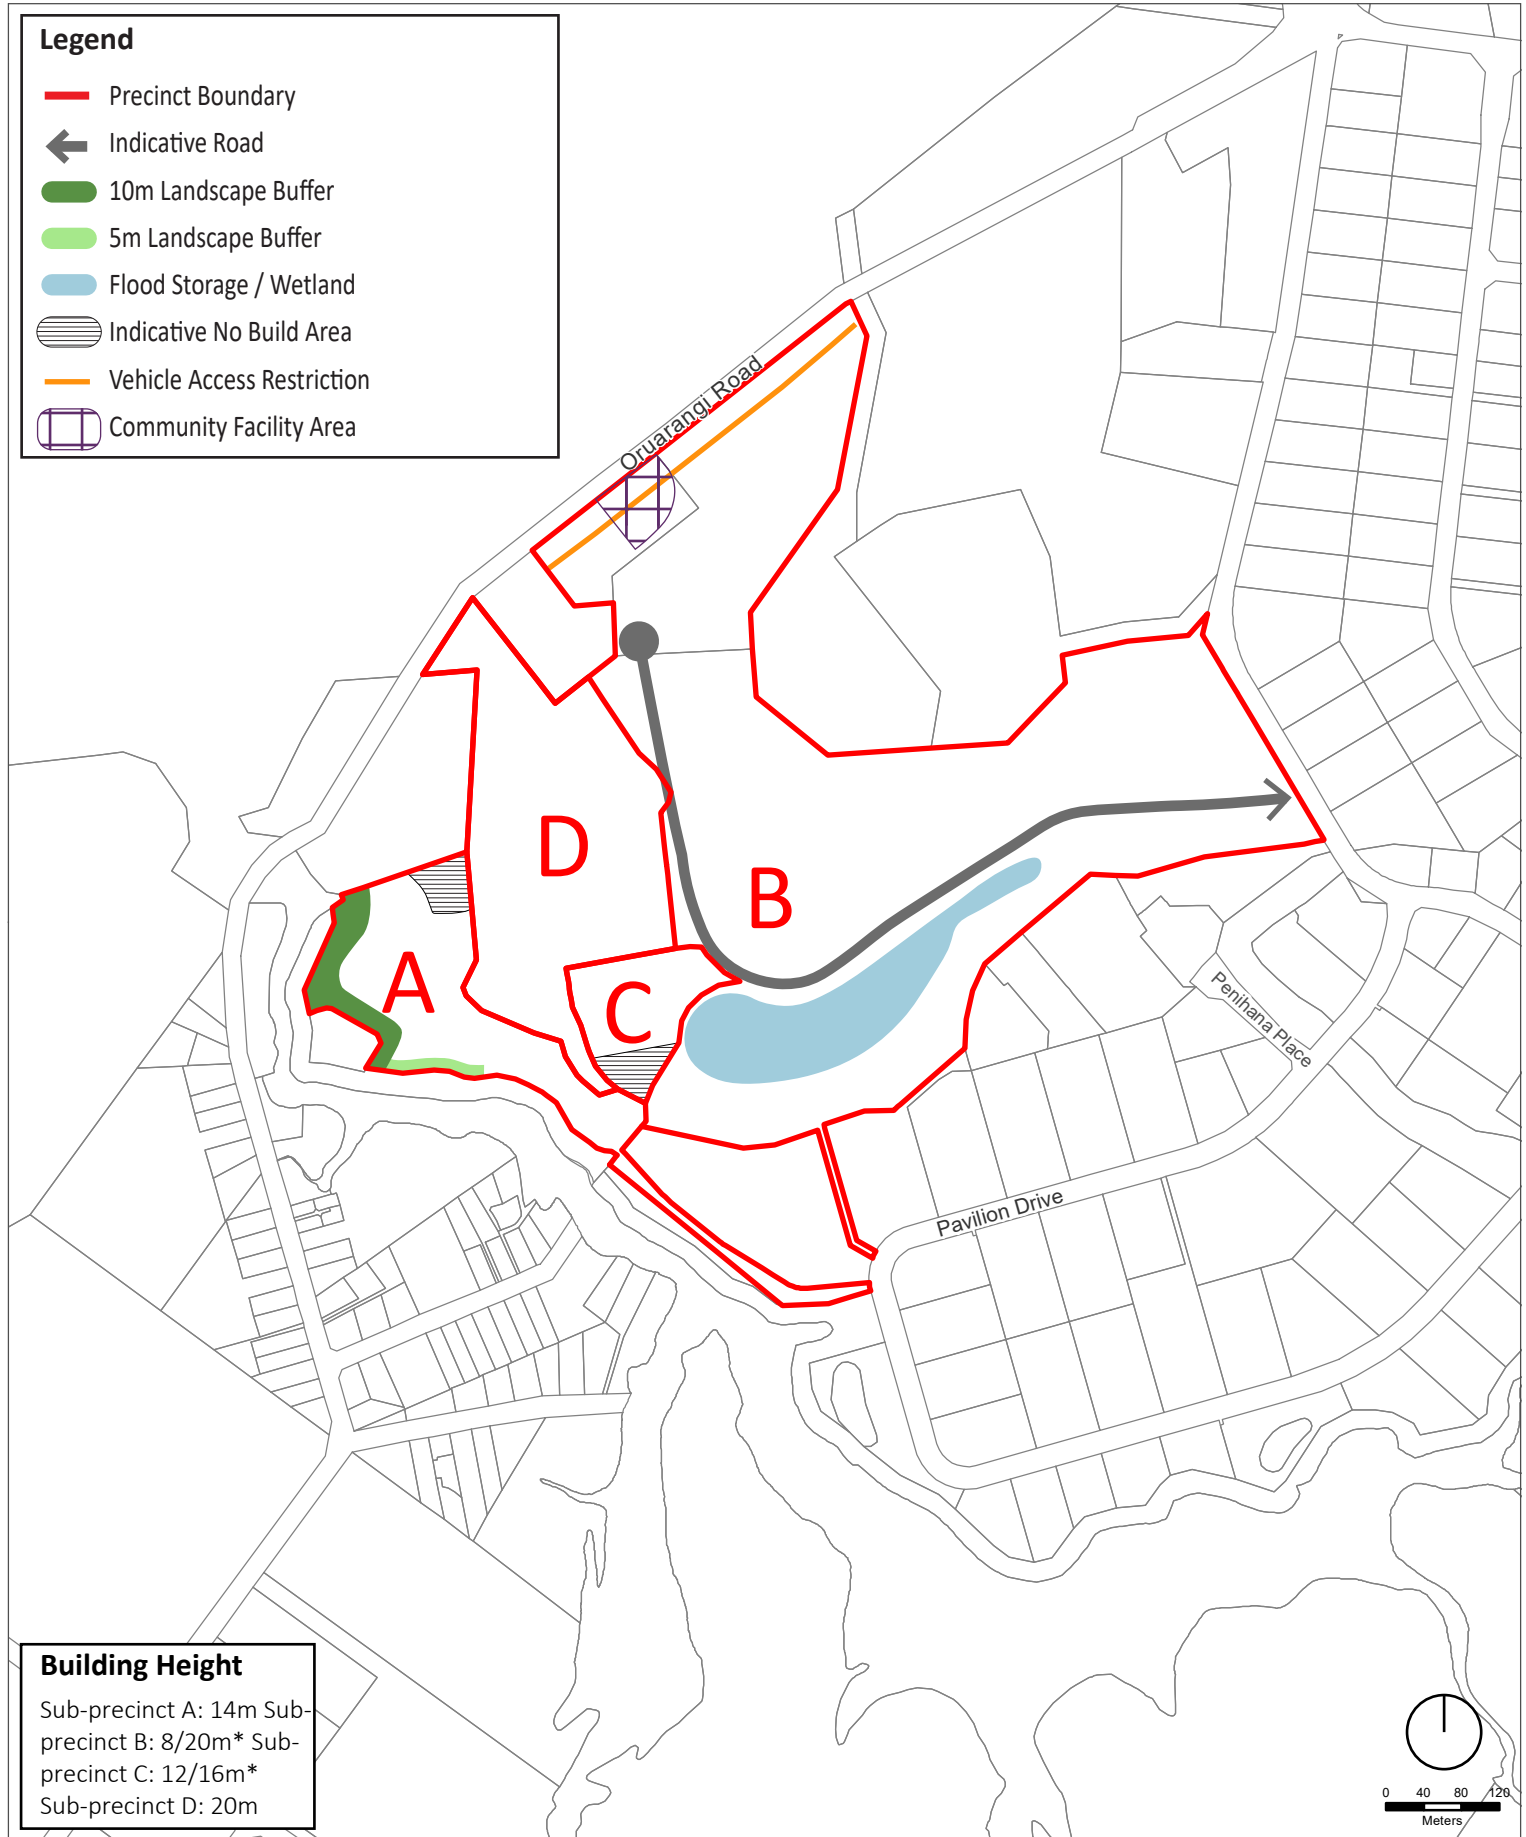 Legend
Precinct Boundary
Indicative Road
10m Landscape Buffer
5m Landscape Buffer
Flood Storage / Wetland
Indicative No Build Area
Vehicle Access Restriction
Community Facility Area
Oruarangi Road
D
B
A
C
Penihana Place
Pavilion Drive
Building Height
Sub-precinct A: 14m Sub-
precinct B: 8/20m* Sub-
precinct C: 12/16m*
Sub-precinct D: 20m
0 40 80 120
Meters